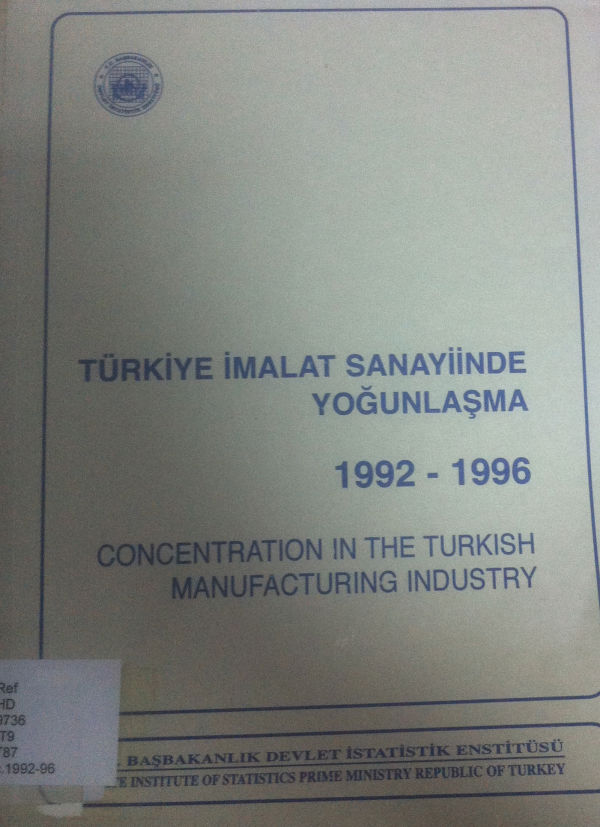 TÜRKİYE İMALAT SANAYİİNDE
YOĞUNLAŞMA
1992 - 1996
CONCENTRATION IN THE TURKISH
MANUFACTURING INDUSTRY
Ref
HD
9736
T9
T87
1992-96
BAŞBAKANLIK DEVLET İSTATİSTİK ENSTİTÜSÜ
INSTITUTE OF STATISTICS PRIME MINISTRY REPUBLIC OF TURKEY